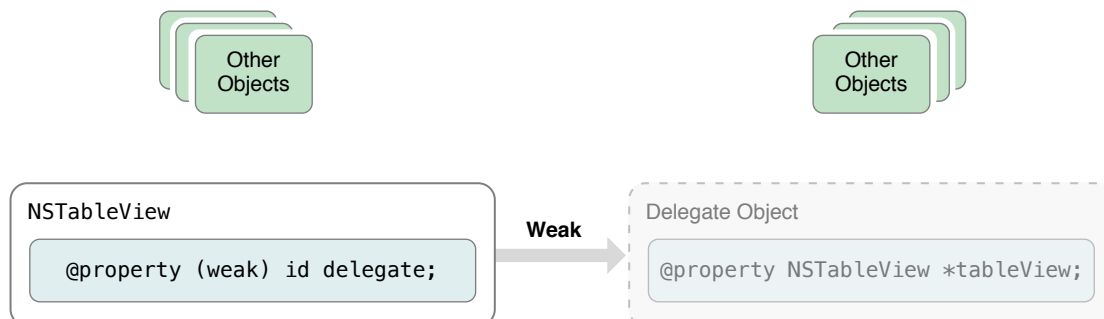 Other
Objects
Other
Objects
NSTableView
@property (weak) id delegate;
Weak
Delegate Object
@property NSTableView *tableView;